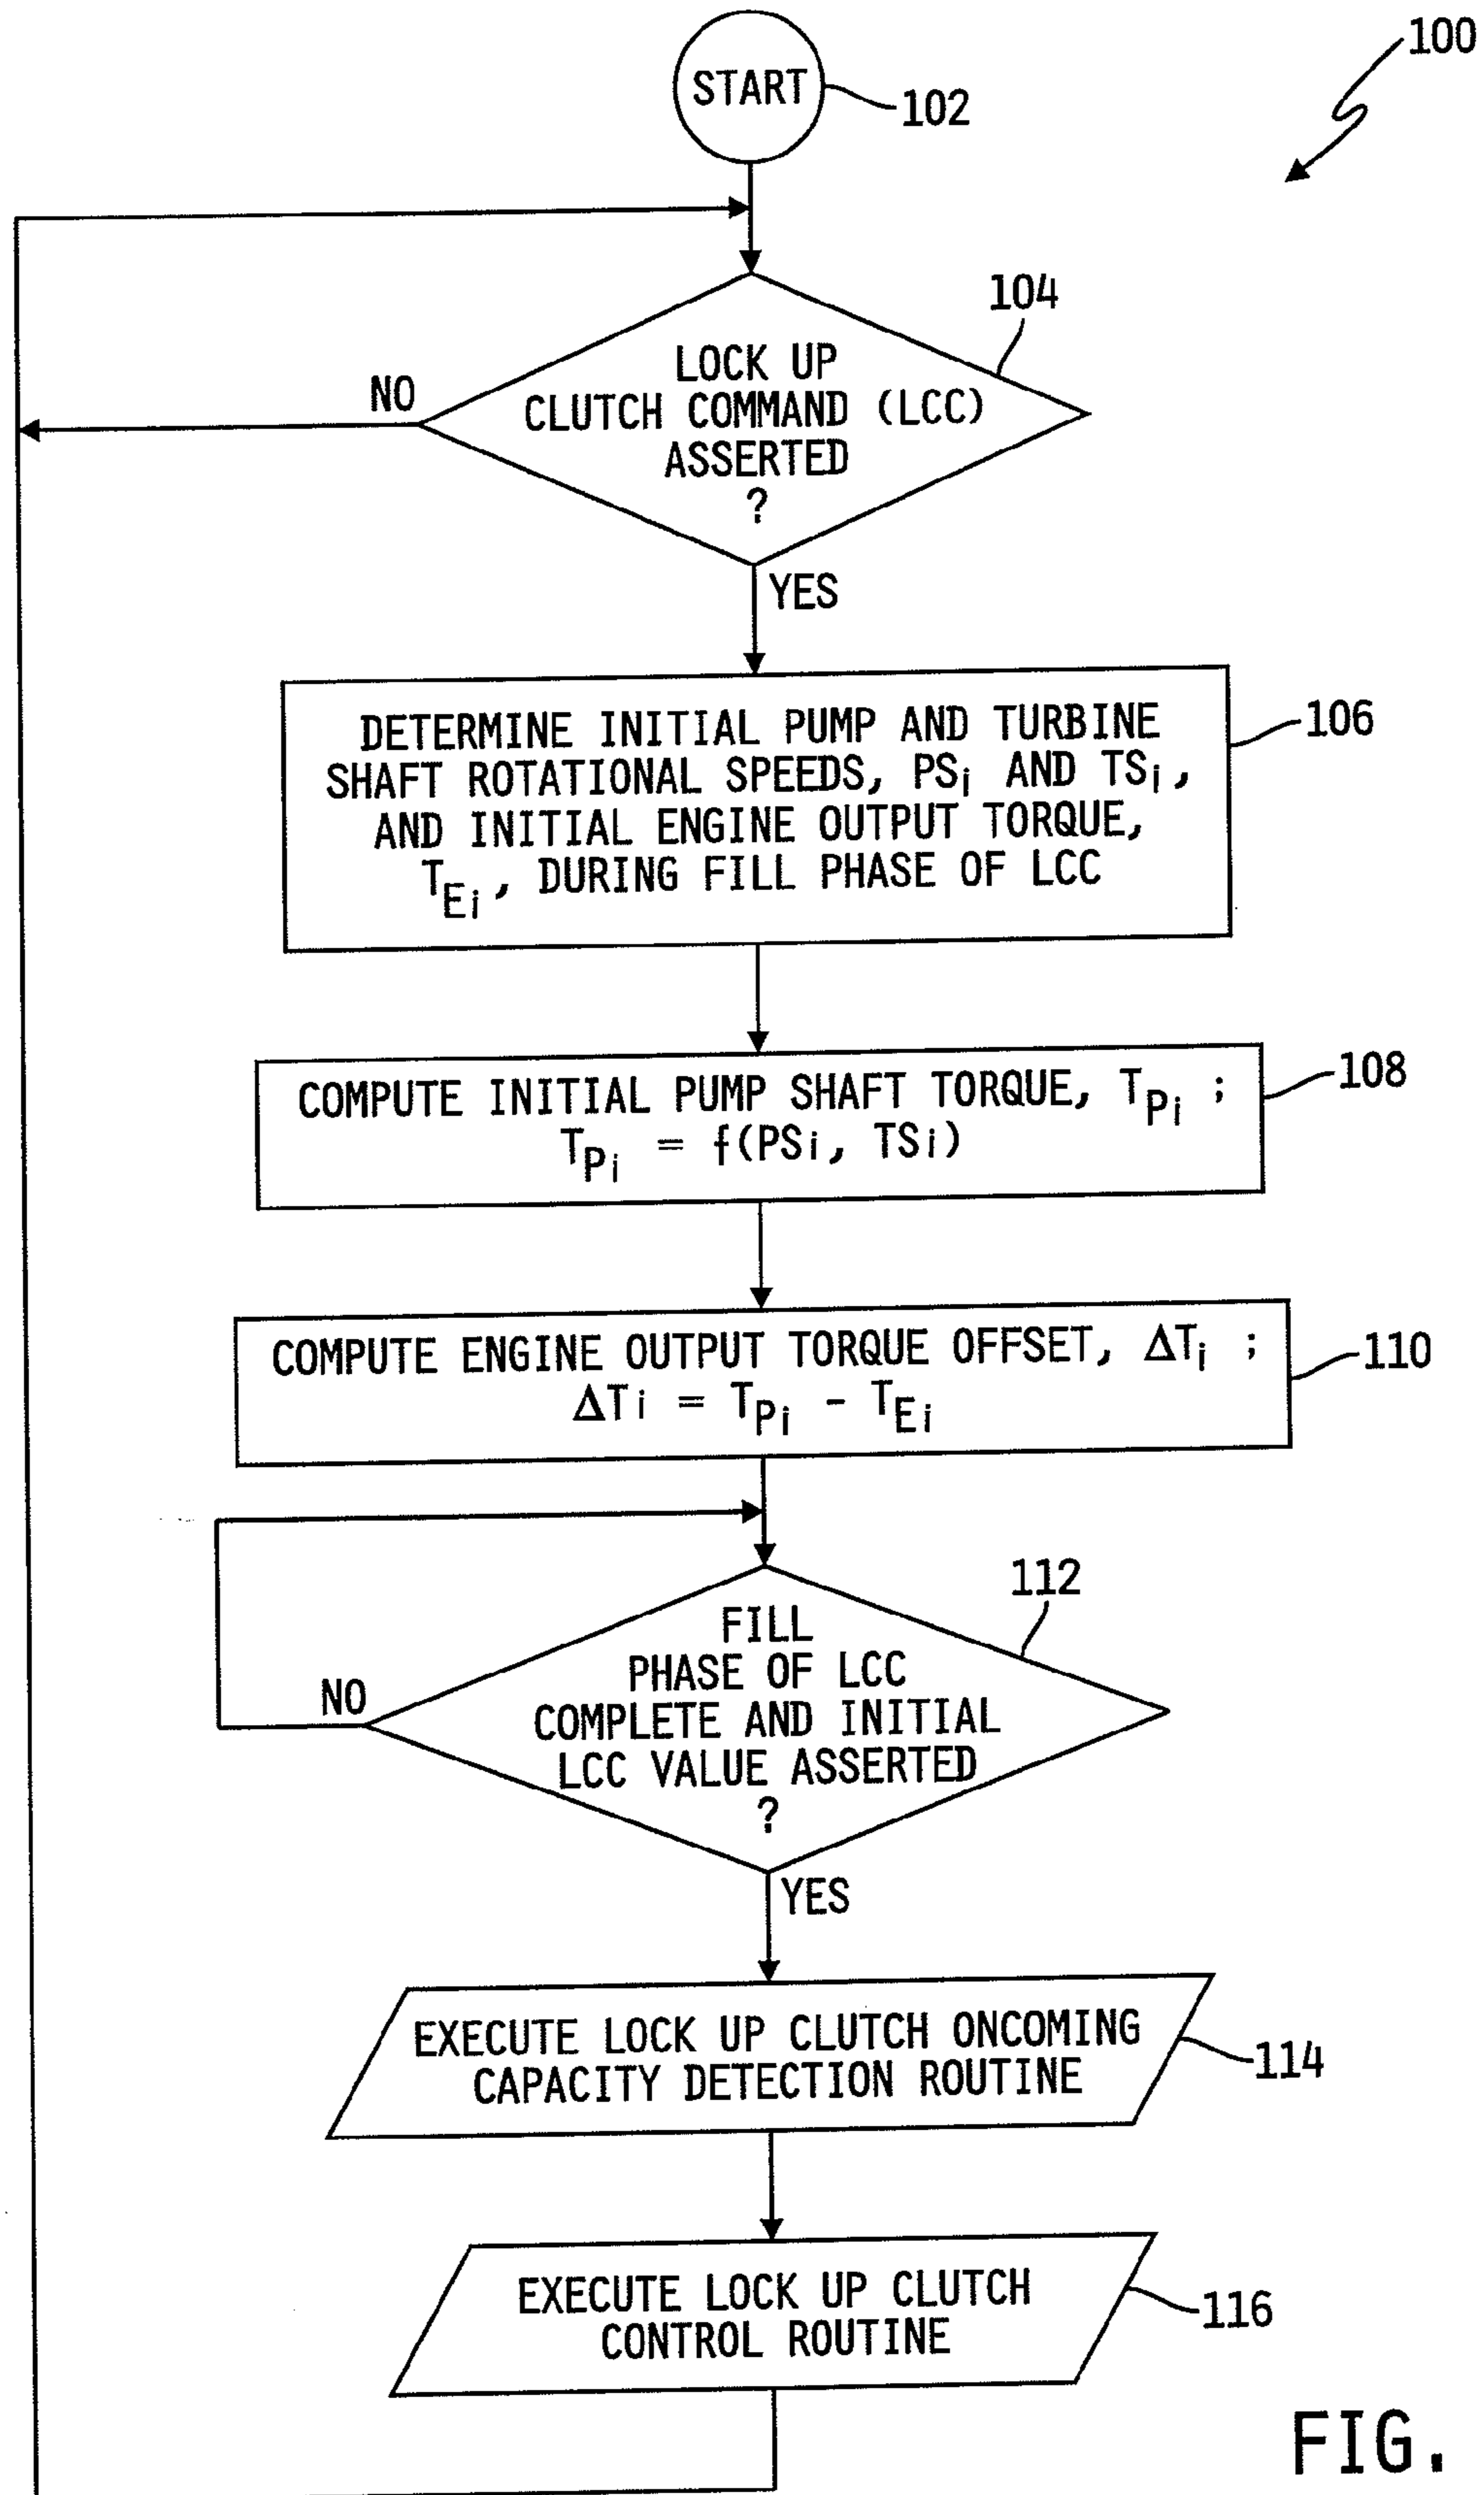 100
START
102
104
LOCK UP
CLUTCH COMMAND (LCC)
ASSERTED
?
NO
YES
DETERMINE INITIAL PUMP AND TURBINE
SHAFT ROTATIONAL SPEEDS, PSi AND TSi,
AND INITIAL ENGINE OUTPUT TORQUE,
TEi, DURING FILL PHASE OF LCC
106
COMPUTE INITIAL PUMP SHAFT TORQUE, TPi ;
TPi = f(PSi, TSi)
108
COMPUTE ENGINE OUTPUT TORQUE OFFSET, ΔTi ;
ΔTi = TPi - TEi
110
112
FILL
PHASE OF LCC
COMPLETE AND INITIAL
LCC VALUE ASSERTED
?
NO
YES
EXECUTE LOCK UP CLUTCH ONCOMING
CAPACITY DETECTION ROUTINE
114
EXECUTE LOCK UP CLUTCH
CONTROL ROUTINE
116
FIG.